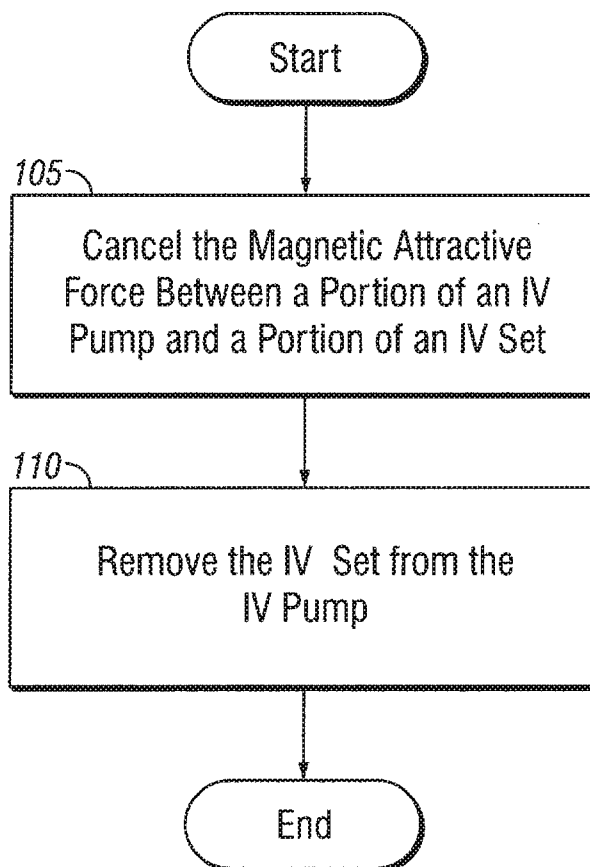 Start
105
Cancel the Magnetic Attractive
Force Between a Portion of an IV
Pump and a Portion of an IV Set
110
Remove the IV Set from the
IV Pump
End